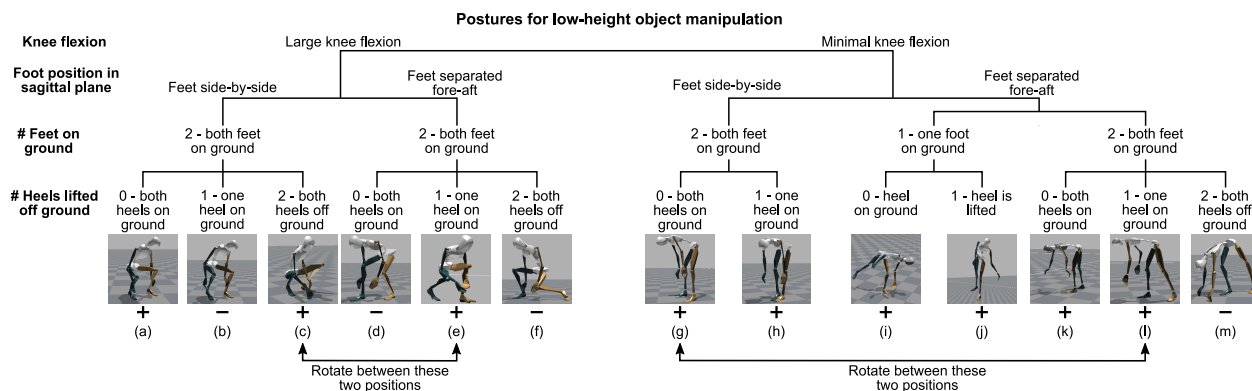 Postures for low-height object manipulation
Knee flexion
Large knee flexion
Minimal knee flexion
Foot position in
sagittal plane
Feet side-by-side
Feet separated
fore-aft
Feet side-by-side
Feet separated
fore-aft
# Feet on
ground
2 - both feet
on ground
2 - both feet
on ground
2 - both feet
on ground
1 - one foot
on ground
2 - both feet
on ground
# Heels lifted
off ground
0 - both
heels on
ground
1 - one
heel on
ground
2 - both
heels off
ground
0 - both
heels on
ground
1 - one
heel on
ground
2 - both
heels off
ground
0 - both
heels on
ground
1 - one
heel on
ground
0 - heel
on ground
1 - heel is
lifted
0 - both
heels on
ground
1 - one
heel on
ground
2 - both
heels off
ground
+ − + − + − + + + + + + −
(a) (b) (c) (d) (e) (f) (g) (h) (i) (j) (k) (l) (m)
Rotate between these
two positions
Rotate between these
two positions